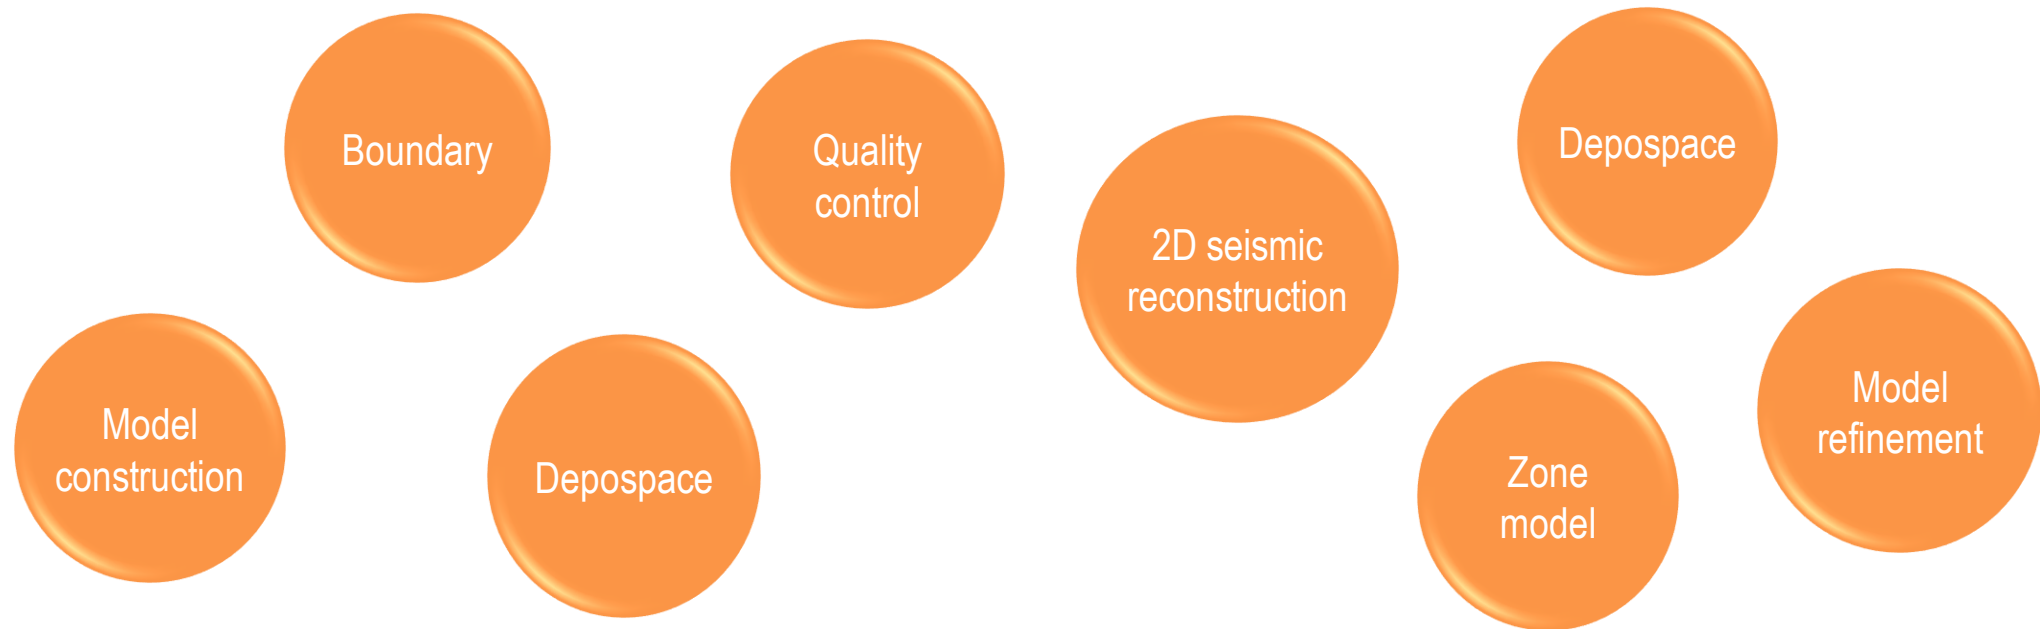 Boundary
Quality
control
Depospace
2D seismic
reconstruction
Model
construction
Depospace
Zone
model
Model
refinement